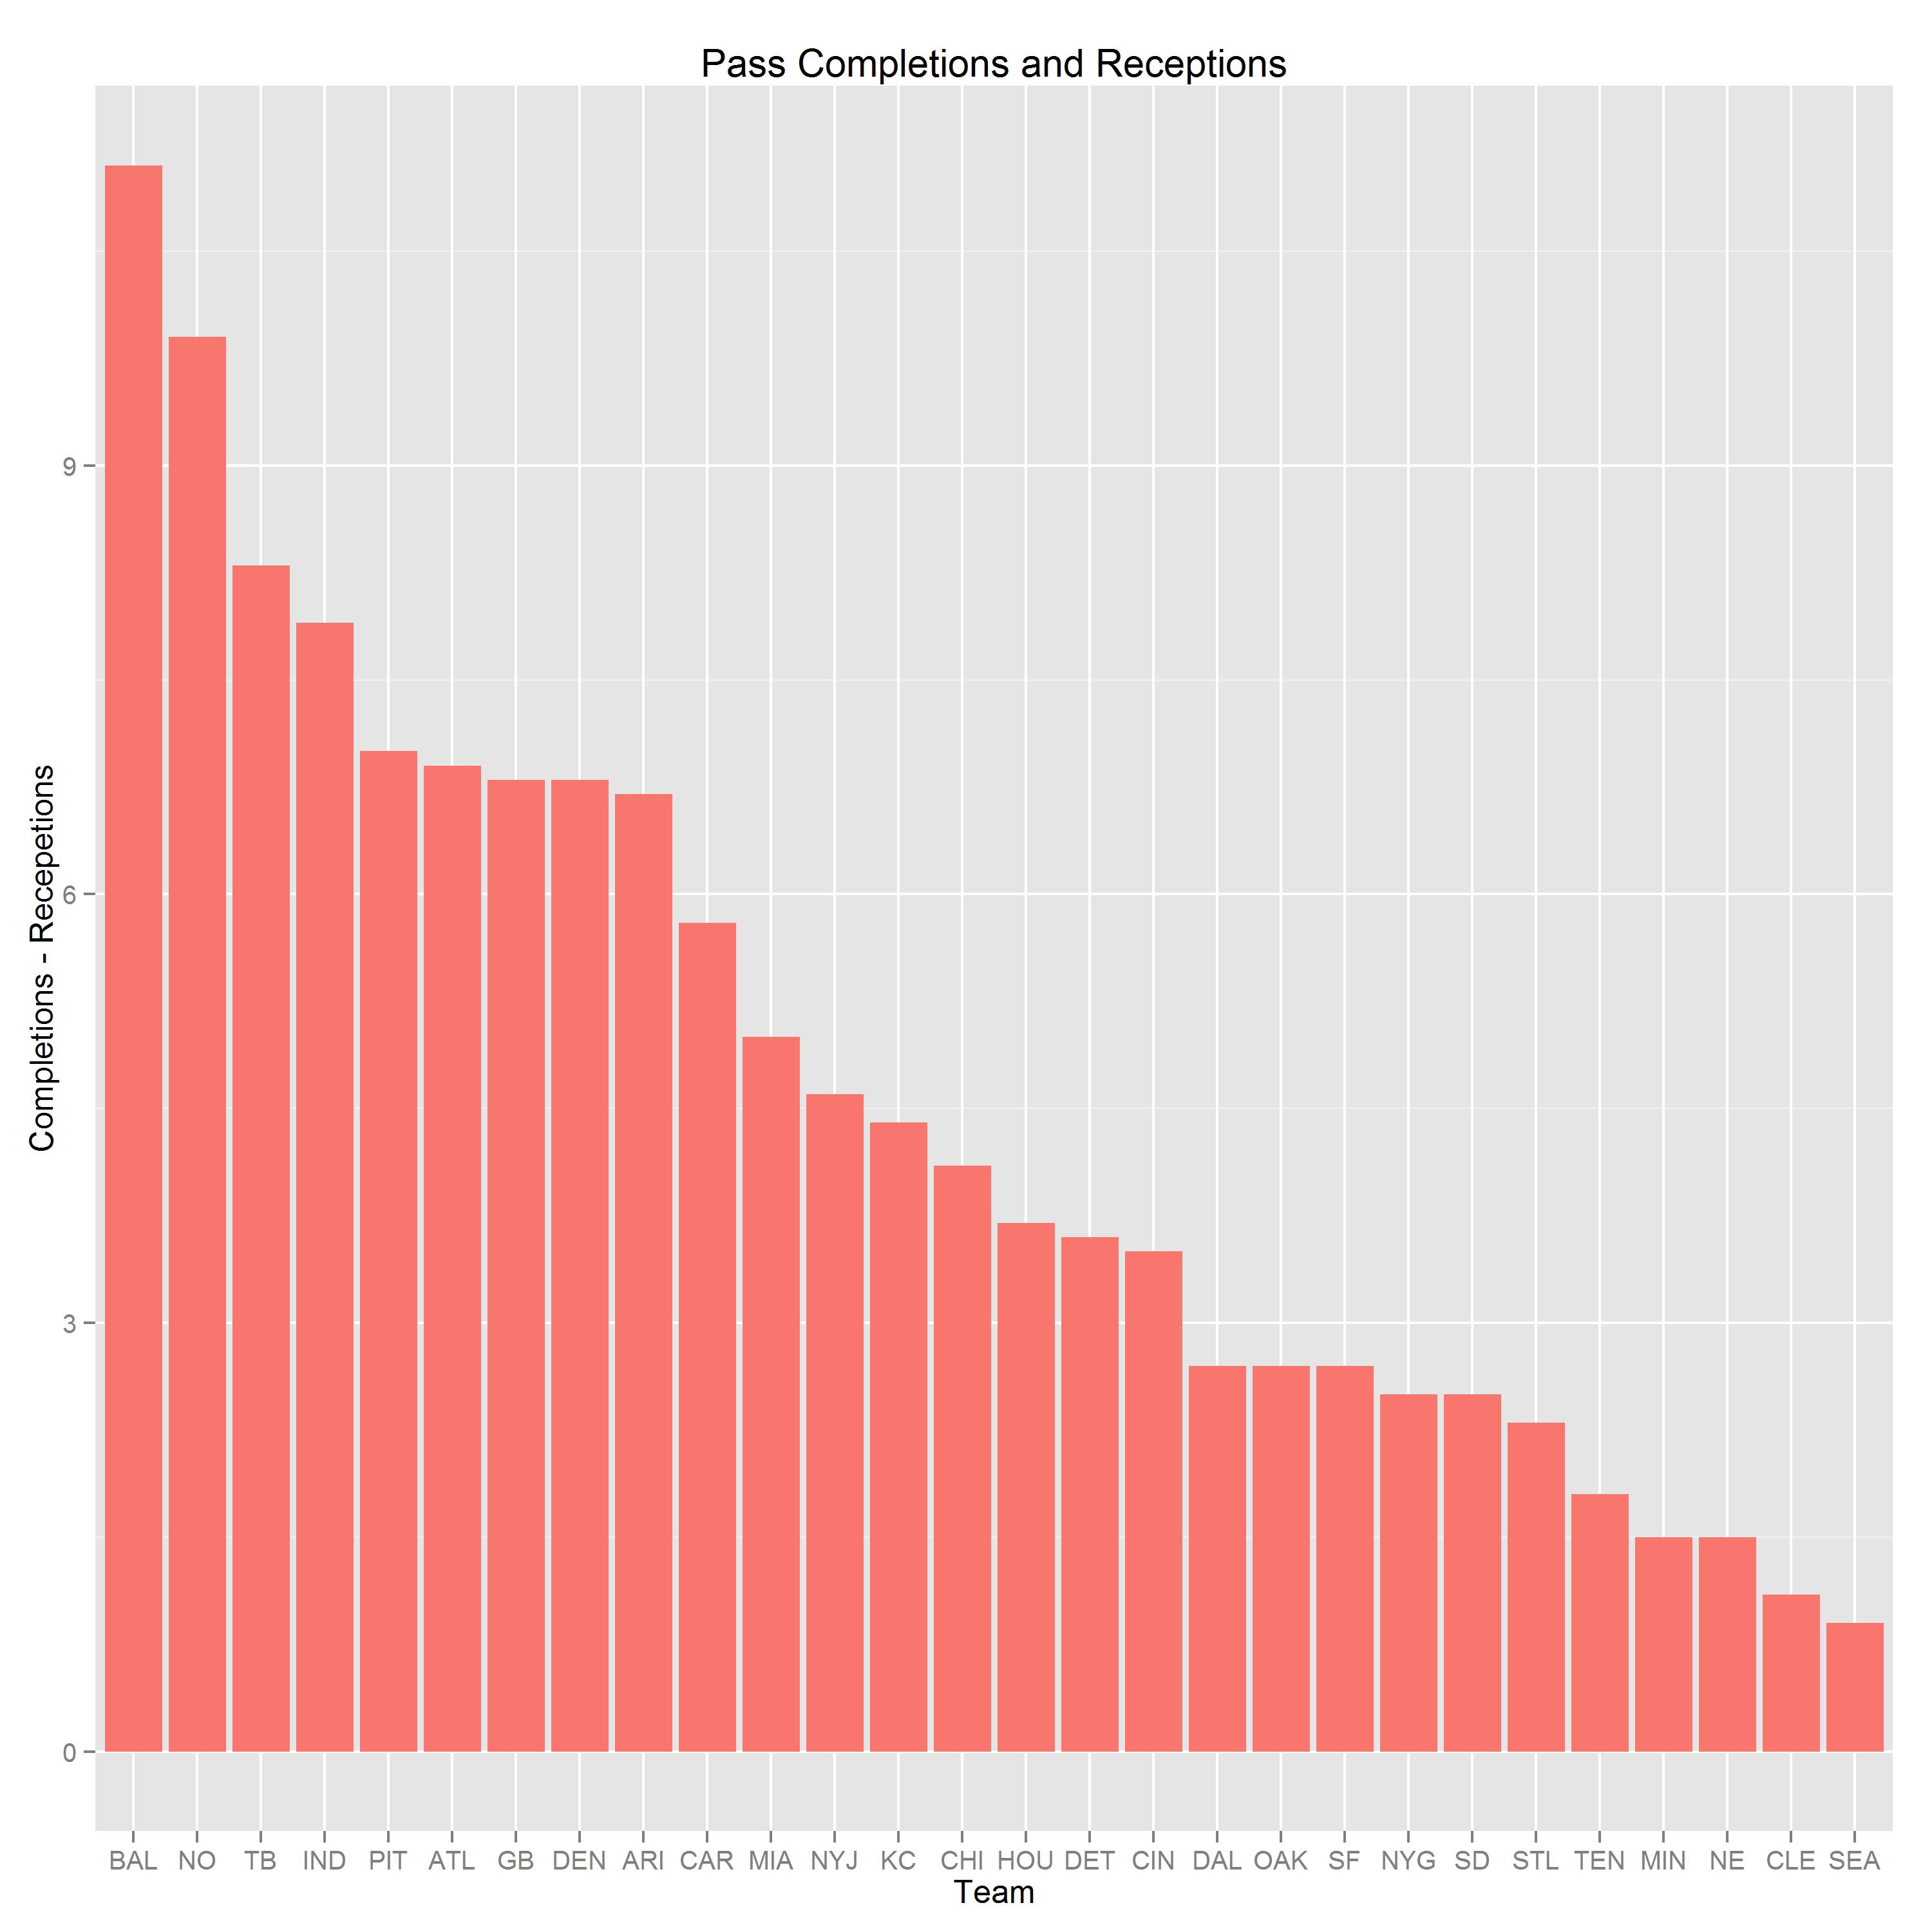 Pass Completions and Receptions
Completions - Recepetions
9
6
3
0
BAL NO TB IND PIT ATL GB DEN ARI CAR MIA NYJ KC CHI HOU DET CIN DAL OAK SF NYG SD STL TEN MIN NE CLE SEA
Team